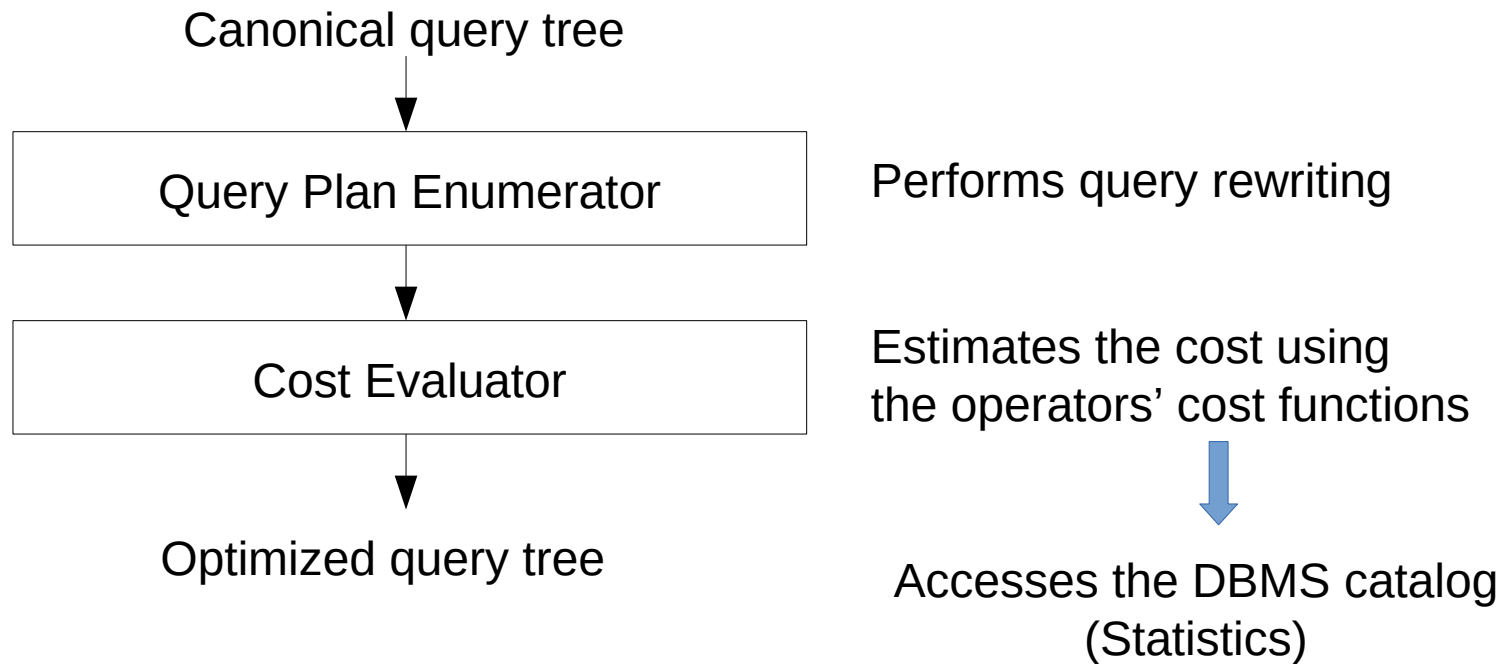 Canonical query tree
Query Plan Enumerator
Performs query rewriting
Cost Evaluator
Estimates the cost using
the operators’ cost functions
Optimized query tree
Accesses the DBMS catalog
(Statistics)